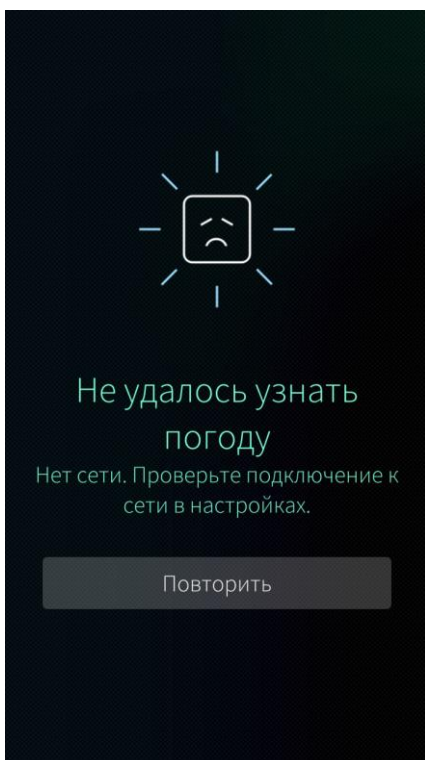 Не удалось узнать
погоду
Нет сети. Проверьте подключение к
сети в настройках.
Повторить